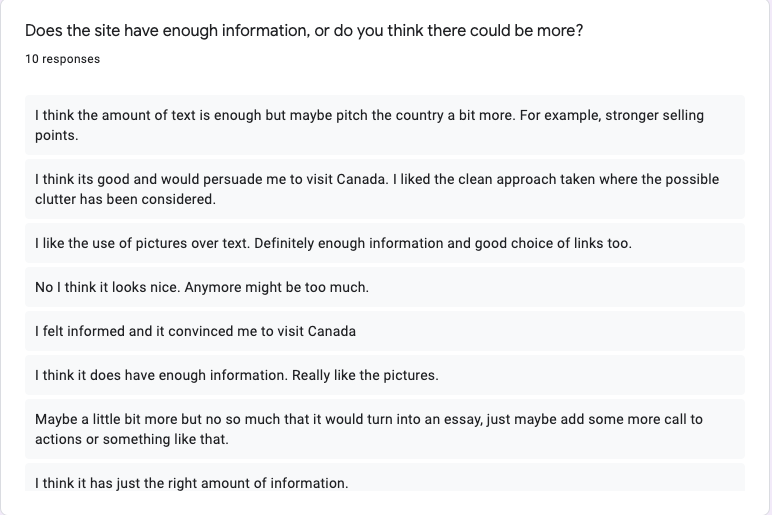 Does the site have enough information, or do you think there could be more?
10 responses
I think the amount of text is enough but maybe pitch the country a bit more. For example, stronger selling
points.
I think its good and would persuade me to visit Canada. I liked the clean approach taken where the possible
clutter has been considered.
I like the use of pictures over text. Definitely enough information and good choice of links too.
No I think it looks nice. Anymore might be too much.
I felt informed and it convinced me to visit Canada
I think it does have enough information. Really like the pictures.
Maybe a little bit more but no so much that it would turn into an essay, just maybe add some more call to
actions or something like that.
I think it has just the right amount of information.